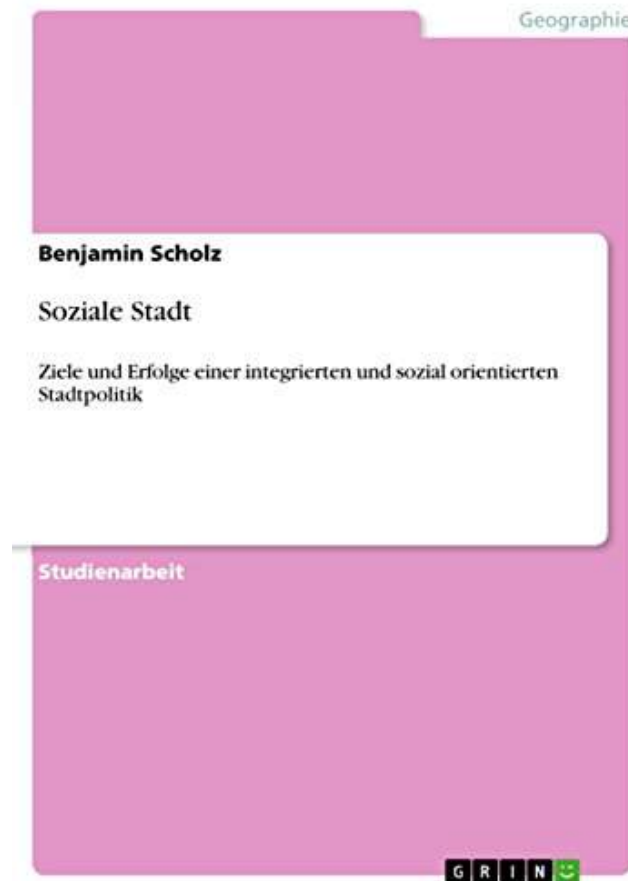 Geographie
Benjamin Scholz
Soziale Stadt
Ziele und Erfolge einer integrierten und sozial orientierten
Stadtpolitik
Studienarbeit
GRIN